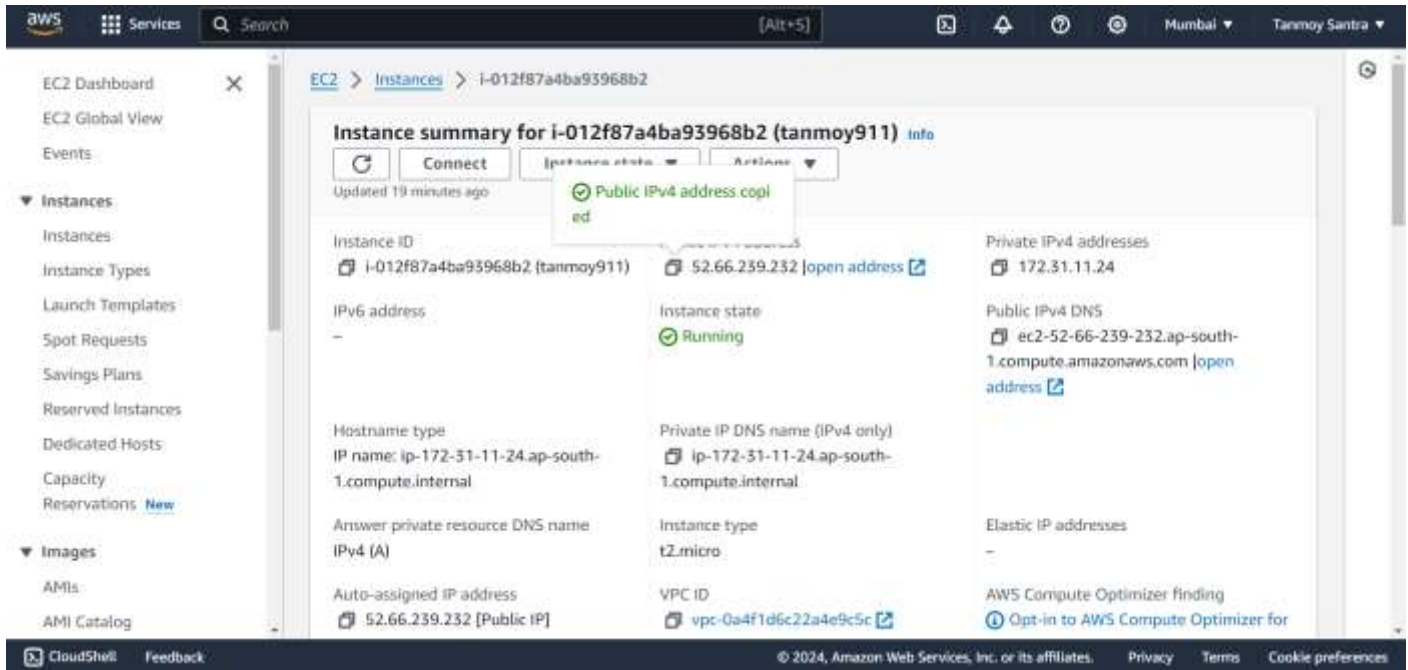 aws
Services
Search
[Alt+S]
Mumbai
Tanmoy Santra
EC2 Dashboard
EC2 Global View
Events
Instances
Instances
Instance Types
Launch Templates
Spot Requests
Savings Plans
Reserved Instances
Dedicated Hosts
Capacity
Reservations New
Images
AMIs
AMI Catalog
EC2 > Instances > i-012f87a4ba93968b2
Instance summary for i-012f87a4ba93968b2 (tanmoy911) Info
Connect
Instance state
Actions
Updated 19 minutes ago
Public IPv4 address copi
ed
Instance ID
i-012f87a4ba93968b2 (tanmoy911)
52.66.239.232 |open address
Private IPv4 addresses
172.31.11.24
IPv6 address
–
Instance state
Running
Public IPv4 DNS
ec2-52-66-239-232.ap-south-
1.compute.amazonaws.com |open
address
Hostname type
IP name: ip-172-31-11-24.ap-south-
1.compute.internal
Private IP DNS name (IPv4 only)
ip-172-31-11-24.ap-south-
1.compute.internal
Answer private resource DNS name
IPv4 (A)
Instance type
t2.micro
Elastic IP addresses
–
Auto-assigned IP address
52.66.239.232 [Public IP]
VPC ID
vpc-0a4f1d6c22a4e9c5c
AWS Compute Optimizer finding
Opt-in to AWS Compute Optimizer for
CloudShell
Feedback
© 2024, Amazon Web Services, Inc. or its affiliates.
Privacy
Terms
Cookie preferences